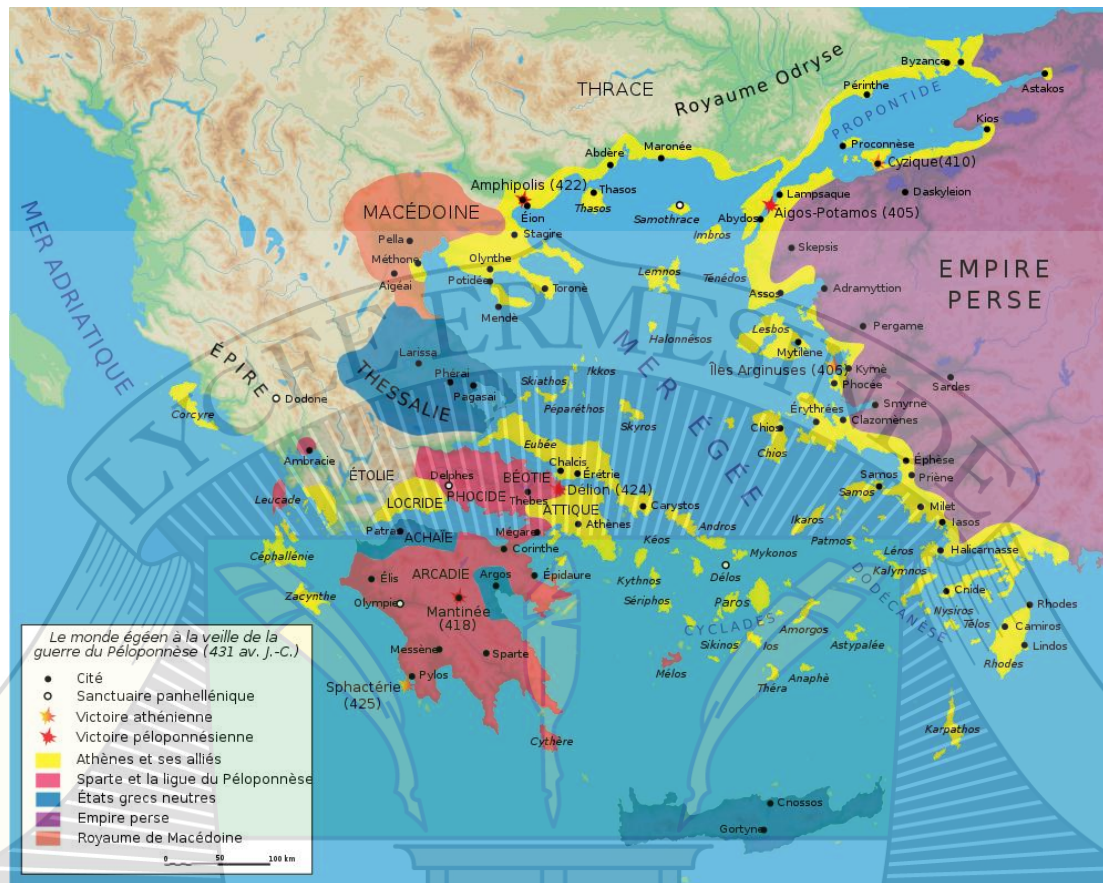 THRACE
Royaume Odryse
Byzance
Périnthe
PROPONTIDE
Astakos
Kios
Proconnèse
Cyzique(410)
Abdère
Maronée
Amphipolis (422)
Éion
Thasos
Thasos
Samothrace
Lampsaque
Daskyleion
Abydos
Aigos-Potamos (405)
Imbros
MACÉDOINE
MER ADRIATIQUE
Pella
Stagire
Méthone
Olynthe
Aigéai
Potidée
Toronè
Mendè
Lemnos
Ténédos
Skepsis
EMPIRE
PERSE
Assos
Adramyttion
Halonnésos
Lesbos
Pergame
Mytilène
ÉPIRE
Larissa
THESSALIE
Phérai
Pagasai
MER ÉGÉE
Îles Arginuses (406)
Kymè
Phocée
Sardes
Skiathos
Ikkos
Corcyre
Dodone
Péparéthos
Skyros
Érythrées
Smyrne
Clazomènes
Chios
Chios
Ambracie
Eubée
ÉTOLIE
Delphes
BÉOTIE
Chalcis
Érétrie
Éphèse
Leucade
LOCRIDE
PHOCIDE
Thèbes
Délion (424)
Samos
Samos
Priène
ATTIQUE
Carystos
Milet
Patras
ACHAÏE
Mégare
Athènes
Andros
Ikaros
Iasos
Céphallénie
Corinthe
Kéos
Mykonos
Patmos
Léros
Halicarnasse
Kalymnos
Élis
ARCADIE
Argos
Épidaure
Kythnos
Délos
DODÉCANÈSE
Cnide
Zacynthe
Olympie
Mantinée
(418)
Sériphos
Paros
Nysiros
Rhodes
CYCLADES
Amorgos
Télos
Camiros
Messène
Sparte
Sikinos
Ios
Astypalée
Lindos
Pylos
Mélos
Anaphè
Rhodes
Sphactérie
(425)
Théra
Cythère
Karpathos
Cnossos
Gortyne
Le monde égéen à la veille de la
guerre du Péloponnèse (431 av. J.-C.)
Cité
Sanctuaire panhellénique
Victoire athénienne
Victoire péloponnésienne
Athènes et ses alliés
Sparte et la ligue du Péloponnèse
États grecs neutres
Empire perse
Royaume de Macédoine
0 50 100 km